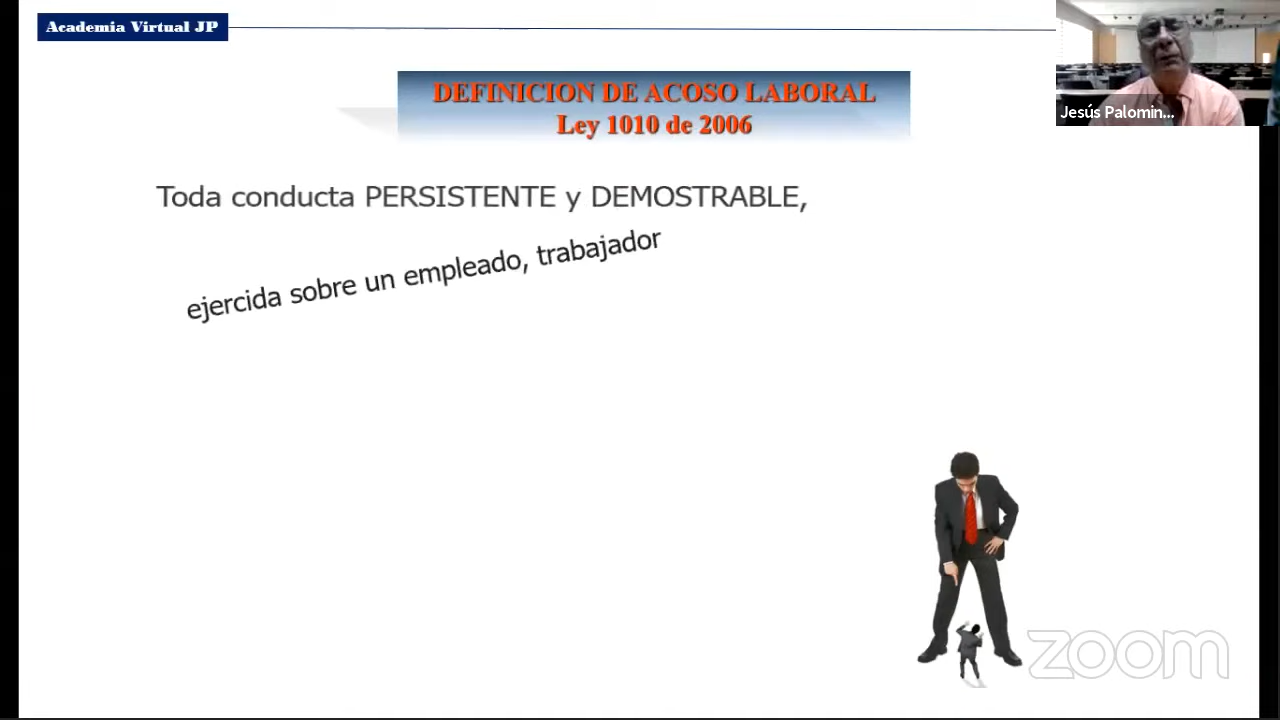 Academia Virtual JP
DEFINICION DE ACOSO LABORAL
Ley 1010 de 2006
Jesús Palomin...
Toda conducta PERSISTENTE y DEMOSTRABLE,
ejercida sobre un empleado, trabajador
zoom